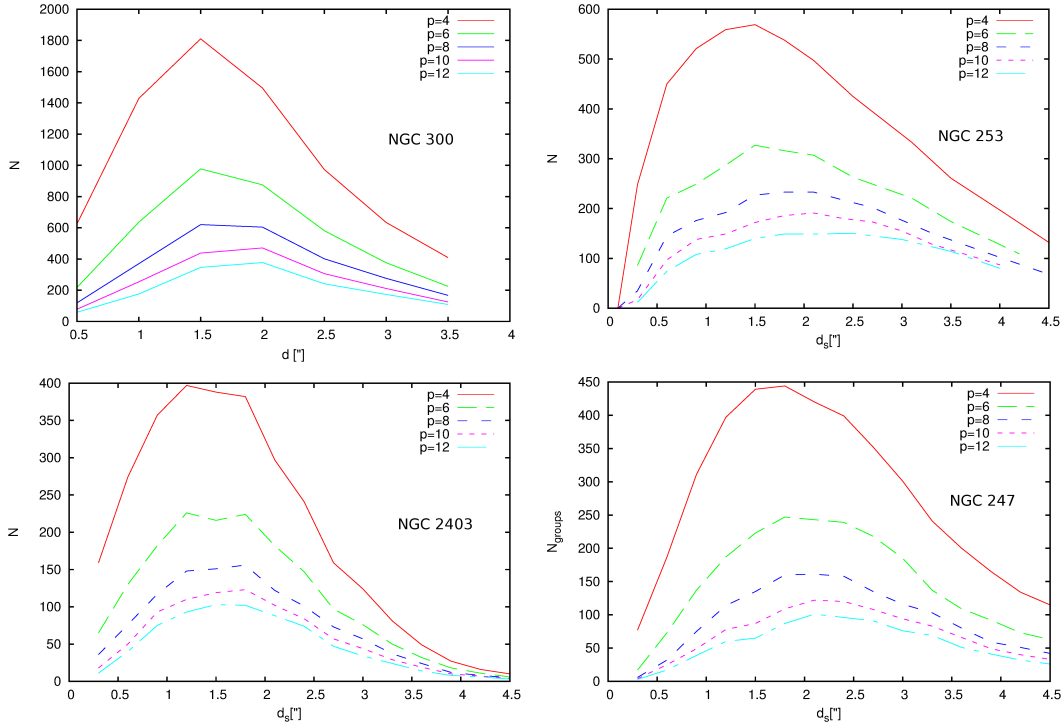 2000
1800
1600
1400
1200
1000
800
600
400
200
0
N
0.5
1
1.5
2
2.5
3
3.5
4
d ["]
p=4
p=6
p=8
p=10
p=12
NGC 300
600
500
400
300
200
100
0
N
0
0.5
1
1.5
2
2.5
3
3.5
4
4.5
ds["]
p=4
p=6
p=8
p=10
p=12
NGC 253
400
350
300
250
200
150
100
50
0
N
0
0.5
1
1.5
2
2.5
3
3.5
4
4.5
ds["]
p=4
p=6
p=8
p=10
p=12
NGC 2403
450
400
350
300
250
200
150
100
50
0
Ngroups
0
0.5
1
1.5
2
2.5
3
3.5
4
4.5
ds["]
p=4
p=6
p=8
p=10
p=12
NGC 247